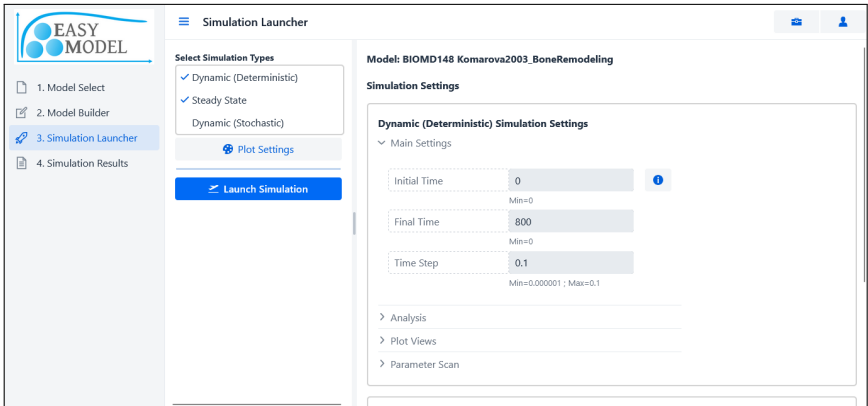 EASY
MODEL
1. Model Select
2. Model Builder
3. Simulation Launcher
4. Simulation Results
Simulation Launcher
Select Simulation Types
Dynamic (Deterministic)
Steady State
Dynamic (Stochastic)
Plot Settings
Launch Simulation
Model: BIOMD148 Komarova2003_BoneRemodeling
Simulation Settings
Dynamic (Deterministic) Simulation Settings
Main Settings
Initial Time 0
Min=0
Final Time 800
Min=0
Time Step 0.1
Min=0.000001 ; Max=0.1
Analysis
Plot Views
Parameter Scan